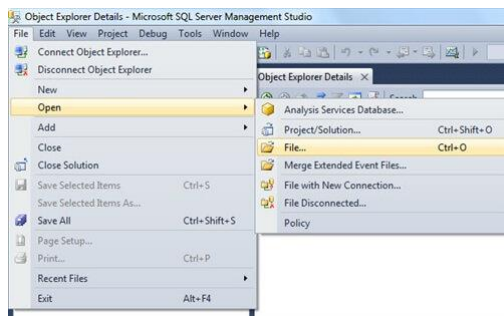 Object Explorer Details - Microsoft SQL Server Management Studio
File Edit View Project Debug Tools Window Help
Connect Object Explorer...
Disconnect Object Explorer
New
Open
Add
Close
Close Solution
Save Selected Items Ctrl+S
Save Selected Items As...
Save All Ctrl+Shift+S
Page Setup...
Print... Ctrl+P
Recent Files
Exit Alt+F4
Object Explorer Details
Search
Analysis Services Database...
Project/Solution... Ctrl+Shift+O
File... Ctrl+O
Merge Extended Event Files...
File with New Connection...
File Disconnected...
Policy